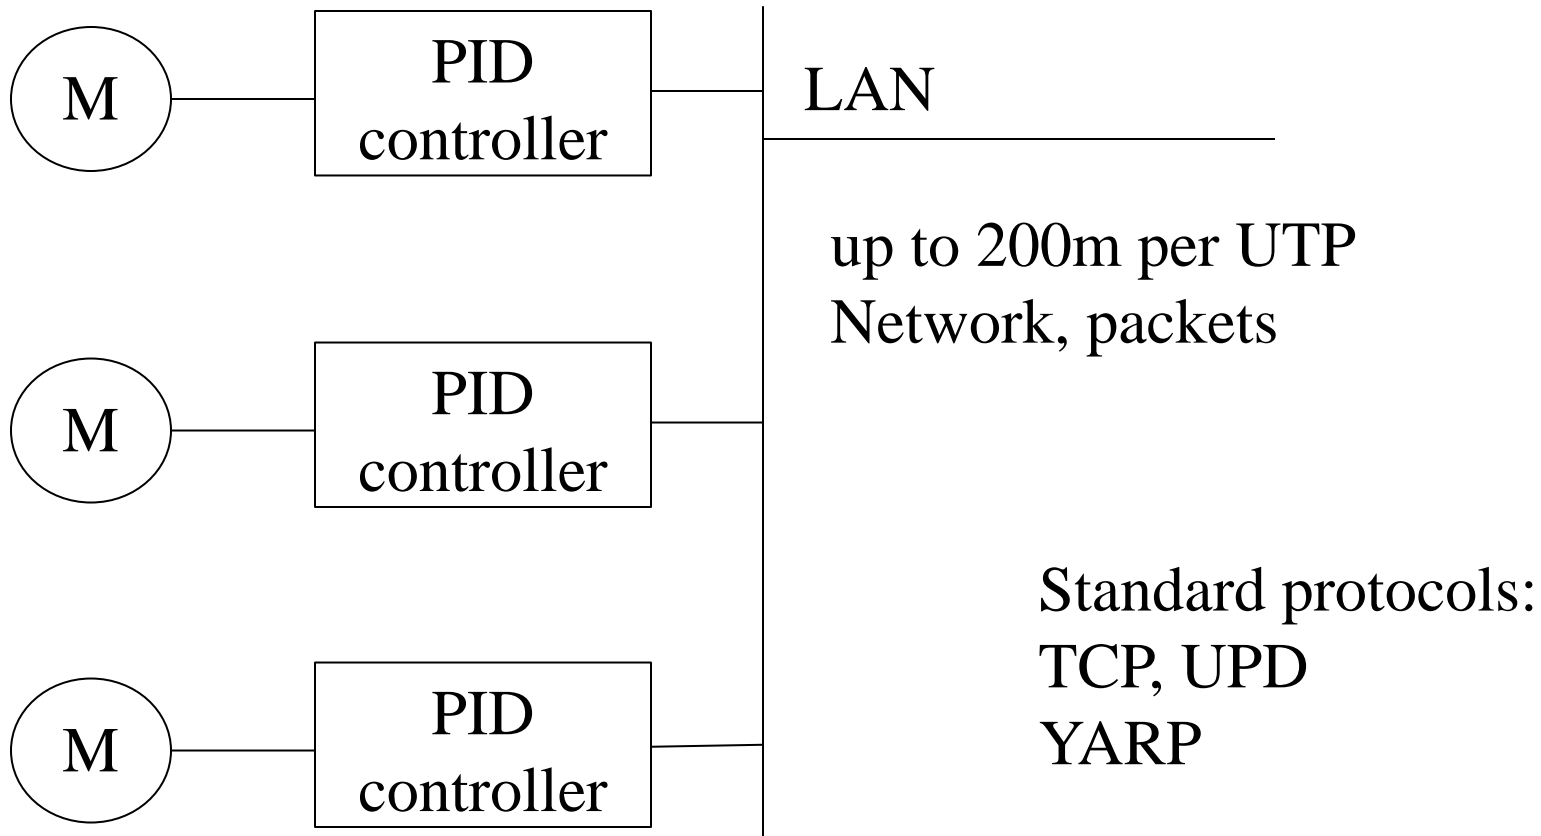 M
PID
controller
LAN
up to 200m per UTP
Network, packets
M
PID
controller
Standard protocols:
TCP, UPD
YARP
M
PID
controller